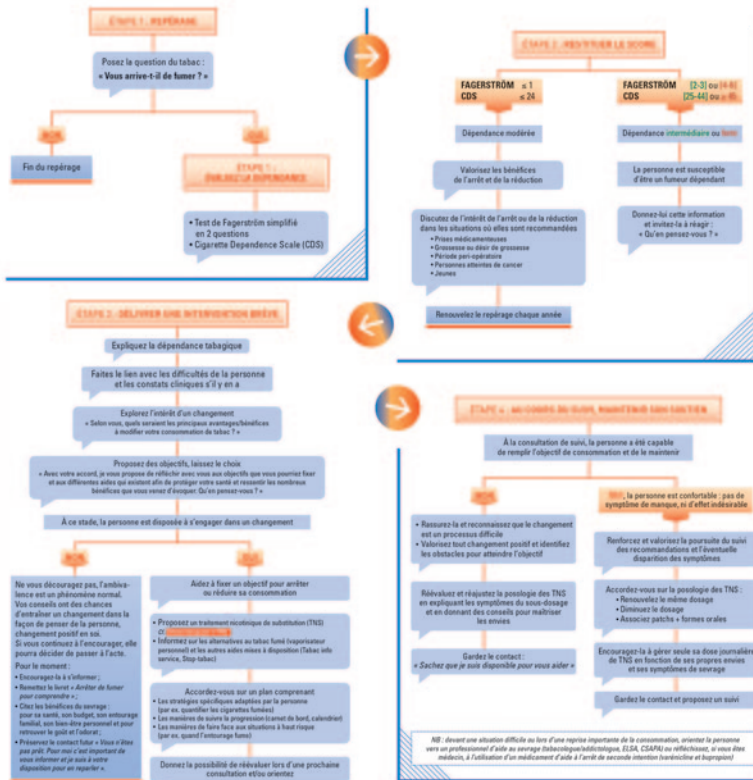 ÉTAPE 1 : REPÉRAGE
Posez la question du tabac :
« Vous arrive-t-il de fumer ? »
NON
OUI
Fin du repérage
ÉTAPE 1 :
ÉVALUEZ LA DÉPENDANCE
• Test de Fagerström simplifié
en 2 questions
• Cigarette Dependence Scale (CDS)
ÉTAPE 2 : RESTITUER LE SCORE
FAGERSTRÖM ≤ 1
CDS ≤ 24
FAGERSTRÖM [2-3] ou [4-6]
CDS [25-44] ou ≥ 45
Dépendance modérée
Dépendance intermédiaire ou forte
Valorisez les bénéfices
de l'arrêt et de la réduction
La personne est susceptible
d'être un fumeur dépendant
Discutez de l'intérêt de l'arrêt ou de la réduction
dans les situations où elles sont recommandées
• Prises médicamenteuses
• Grossesse ou désir de grossesse
• Période peri-opératoire
• Personnes atteintes de cancer
• Jeunes
Donnez-lui cette information
et invitez-la à réagir :
« Qu'en pensez-vous ? »
Renouvelez le repérage chaque année
ÉTAPE 3 : DÉLIVRER UNE INTERVENTION BRÈVE
Expliquez la dépendance tabagique
Faites le lien avec les difficultés de la personne
et les constats cliniques s'il y en a
Explorez l'intérêt d'un changement
« Selon vous, quels seraient les principaux avantages/bénéfices
à modifier votre consommation de tabac ? »
Proposez des objectifs, laissez le choix
« Avec votre accord, je vous propose de réfléchir avec vous aux objectifs que vous pourriez fixer
et aux différentes aides qui existent afin de protéger votre santé et ressentir les nombreux
bénéfices que vous venez d'évoquer. Qu'en pensez-vous ? »
À ce stade, la personne est disposée à s'engager dans un changement
NON
OUI
Ne vous découragez pas, l'ambiva-
lence est un phénomène normal.
Vos conseils ont des chances
d'entraîner un changement dans la
façon de penser de la personne,
changement positif en soi.
Si vous continuez à l'encourager, elle
pourra décider de passer à l'acte.
Pour le moment :
• Encouragez-la à s'informer ;
• Remettez le livret « Arrêter de fumer
pour comprendre » ;
• Citez les bénéfices du sevrage :
pour sa santé, son budget, son entourage
familial, son bien-être personnel et pour
retrouver le goût et l'odorat ;
• Préservez le contact futur « Vous n'êtes
pas prêt. Pour moi c'est important de
vous informer et je suis à votre
disposition pour en reparler ».
Aidez à fixer un objectif pour arrêter
ou réduire sa consommation
• Proposez un traitement nicotinique de substitution (TNS)
• Informez sur les alternatives au tabac fumé (vaporisateur
personnel) et les autres aides mises à disposition (Tabac info
service, Stop-tabac)
Accordez-vous sur un plan comprenant
• Les stratégies spécifiques adaptées par la personne
(par ex. quantifier les cigarettes fumées)
• Les manières de suivre la progression (carnet de bord, calendrier)
• Les manières de faire face aux situations à haut risque
(par ex. quand l'entourage fume)
Donnez la possibilité de réévaluer lors d'une prochaine
consultation et/ou orientez
ÉTAPE 4 : AU COURS DU SUIVI, MAINTENIR SON SOUTIEN
À la consultation de suivi, la personne a été capable
de remplir l'objectif de consommation et de le maintenir
NON
OUI, la personne est confortable : pas de
symptôme de manque, ni d'effet indésirable
• Rassurez-la et reconnaissez que le changement
est un processus difficile
• Valorisez tout changement positif et identifiez
les obstacles pour atteindre l'objectif
Renforcez et valorisez la poursuite du suivi
des recommandations et l'éventuelle
disparition des symptômes
Réévaluez et réajustez la posologie des TNS
en expliquant les symptômes du sous-dosage
et en donnant des conseils pour maîtriser
les envies
Accordez-vous sur la posologie des TNS :
• Renouvelez le même dosage
• Diminuez le dosage
• Associez patchs + formes orales
Gardez le contact :
« Sachez que je suis disponible pour vous aider »
Encouragez-la à gérer seule sa dose journalière
de TNS en fonction de ses propres envies
et ses symptômes de sevrage
Gardez le contact et proposez un suivi
NB : devant une situation difficile ou lors d'une reprise importante de la consommation, orientez la personne
vers un professionnel d'aide au sevrage (tabacologue/addictologue, ELSA, CSAPA) ou réfléchissez, si vous êtes
médecin, à l'utilisation d'un médicament d'aide à l'arrêt de seconde intention (varénicline et bupropion)